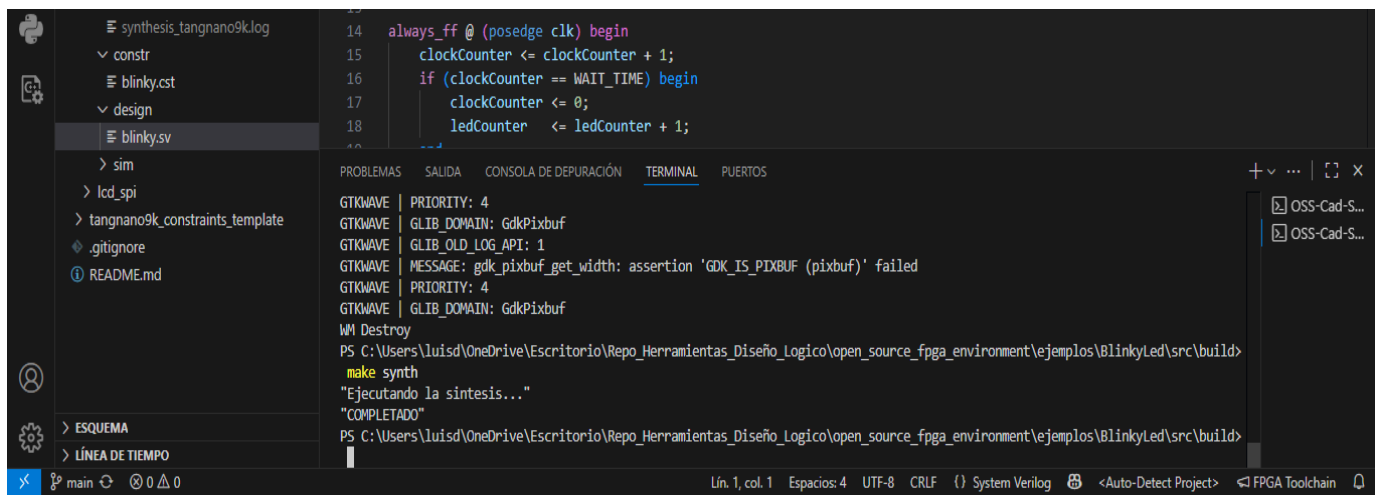 synthesis_tangnano9k.log
constr
blinky.cst
design
blinky.sv
sim
lcd_spi
tangnano9k_constraints_template
.gitignore
README.md
ESQUEMA
LÍNEA DE TIEMPO
14 always_ff @ (posedge clk) begin
15 clockCounter <= clockCounter + 1;
16 if (clockCounter == WAIT_TIME) begin
17 clockCounter <= 0;
18 ledCounter <= ledCounter + 1;
PROBLEMAS SALIDA CONSOLA DE DEPURACIÓN TERMINAL PUERTOS
GTKWAVE | PRIORITY: 4
GTKWAVE | GLIB_DOMAIN: GdkPixbuf
GTKWAVE | GLIB_OLD_LOG_API: 1
GTKWAVE | MESSAGE: gdk_pixbuf_get_width: assertion 'GDK_IS_PIXBUF (pixbuf)' failed
GTKWAVE | PRIORITY: 4
GTKWAVE | GLIB_DOMAIN: GdkPixbuf
WM Destroy
PS C:\Users\luisd\OneDrive\Escritorio\Repo_Herramientas_Diseño_Logico\open_source_fpga_environment\ejemplos\BlinkyLed\src\build>
make synth
"Ejecutando la sintesis..."
"COMPLETADO"
PS C:\Users\luisd\OneDrive\Escritorio\Repo_Herramientas_Diseño_Logico\open_source_fpga_environment\ejemplos\BlinkyLed\src\build>
OSS-Cad-S...
OSS-Cad-S...
main 0 0 Lín. 1, col. 1 Espacios: 4 UTF-8 CRLF {} System Verilog <Auto-Detect Project> FPGA Toolchain